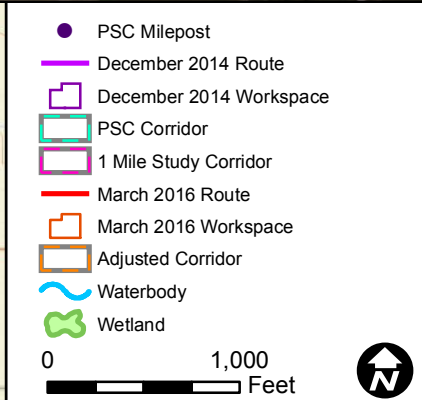 PSC Milepost
December 2014 Route
December 2014 Workspace
PSC Corridor
1 Mile Study Corridor
March 2016 Route
March 2016 Workspace
Adjusted Corridor
Waterbody
Wetland
0 1,000
Feet
N